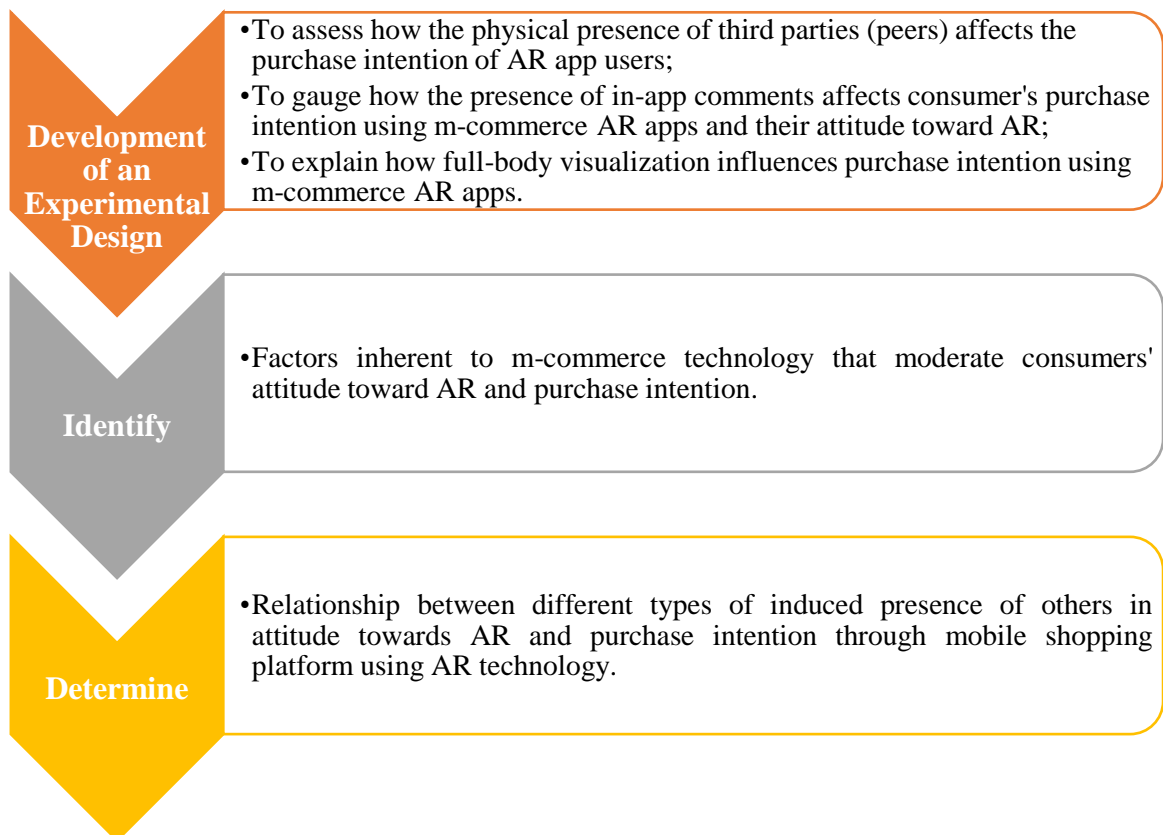 Development
of an
Experimental
Design
•To assess how the physical presence of third parties (peers) affects the
purchase intention of AR app users;
•To gauge how the presence of in-app comments affects consumer's purchase
intention using m-commerce AR apps and their attitude toward AR;
•To explain how full-body visualization influences purchase intention using
m-commerce AR apps.
Identify
•Factors inherent to m-commerce technology that moderate consumers'
attitude toward AR and purchase intention.
Determine
•Relationship between different types of induced presence of others in
attitude towards AR and purchase intention through mobile shopping
platform using AR technology.